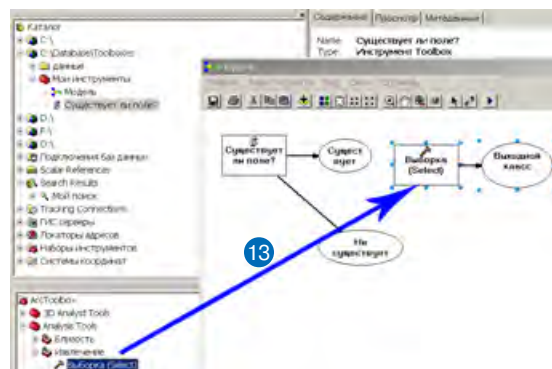 Каталог
C:\
C:\Database\Toolboxes
данные
Мои инструменты
Модель
Существует ли поле?
D:\
F:\
O:\
Подключения баз данных
Scalar References
Search Results
Мой поиск
Tracking Connections
ГИС серверы
Локаторы адресов
Наборы инструментов
Системы координат
Содержание Просмотр Метаданные
Name: Существует ли поле?
Type: Инструмент Toolbox
Существует
ли поле?
Сущест
вует
Выборка
(Select)
Выходной
класс
Не
существует
13
ArcToolbox
3D Analyst Tools
Analysis Tools
Близость
Извлечение
Выборка (Select)